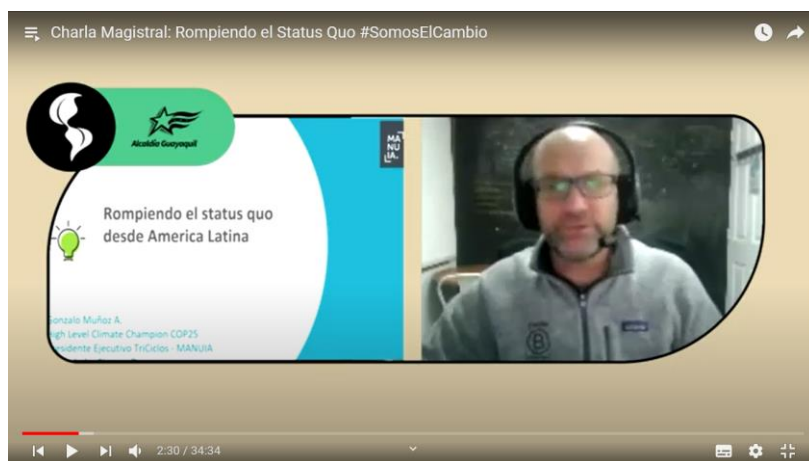 Charla Magistral: Rompiendo el Status Quo #SomosElCambio
Alcaldía Guayaquil
MA
NU
IA.
Rompiendo el status quo
desde America Latina
Gonzalo Muñoz A.
High Level Climate Champion COP25
Presidente Ejecutivo TriCiclos - MANUIA
B
2:30 / 34:34